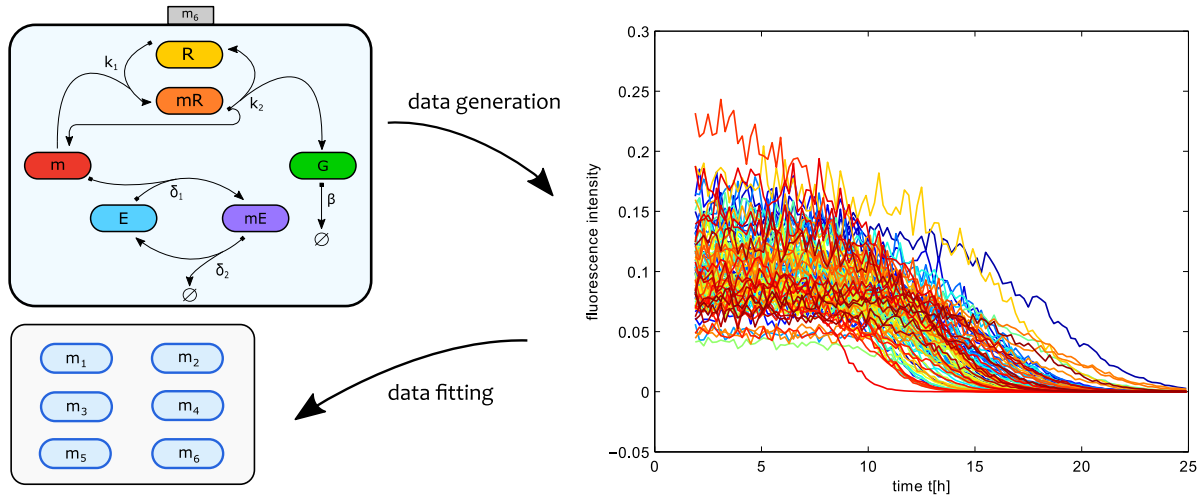 m6
R
k1
mR
k2
m
G
δ1
E
mE
β
∅
δ2
∅
data generation
data fitting
m1
m2
m3
m4
m5
m6
0.3
0.25
0.2
0.15
0.1
0.05
0
−0.05
fluorescence intensity
0
5
10
15
20
25
time t[h]